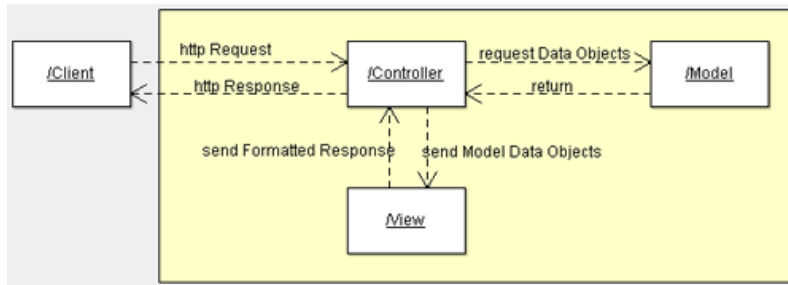 http Request
request Data Objects
/Client
/Controller
/Model
http Response
return
send Formatted Response
send Model Data Objects
/View